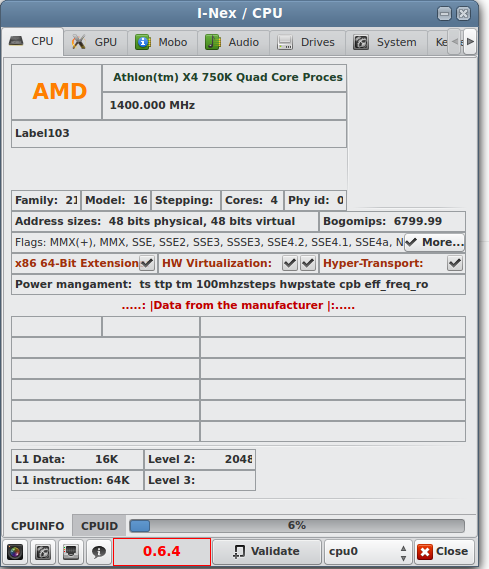 I-Nex / CPU
CPU GPU Mobo Audio Drives System
AMD
Athlon(tm) X4 750K Quad Core Proces
1400.000 MHz
Label103
Family: 21 Model: 16 Stepping: Cores: 4 Phy id: 0
Address sizes: 48 bits physical, 48 bits virtual Bogomips: 6799.99
Flags: MMX(+), MMX, SSE, SSE2, SSE3, SSSE3, SSE4.2, SSE4.1, SSE4a, N More...
x86 64-Bit Extension HW Virtualization: Hyper-Transport:
Power mangament: ts ttp tm 100mhzsteps hwpstate cpb eff_freq_ro
.....: |Data from the manufacturer |:.....
L1 Data: 16K Level 2: 2048
L1 instruction: 64K Level 3:
CPUINFO CPUID 6%
0.6.4 Validate cpu0 Close